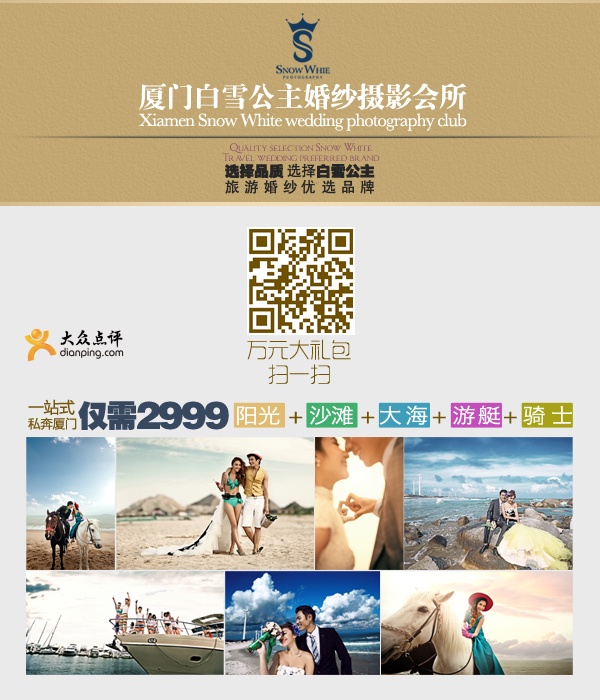 SNOW WHIE
PHOTOGRAPHY
厦门白雪公主婚纱摄影会所
Xiamen Snow White wedding photography club
QUALITY SELECTION SNOW WHITE
TRAVEL WEDDING PREFERRED BRAND
选择品质 选择白雪公主
旅游婚纱优选品牌
大众点评
dianping.com
万元大礼包
扫一扫
一站式
私奔厦门
仅需2999 阳光+沙滩+大海+游艇+骑士